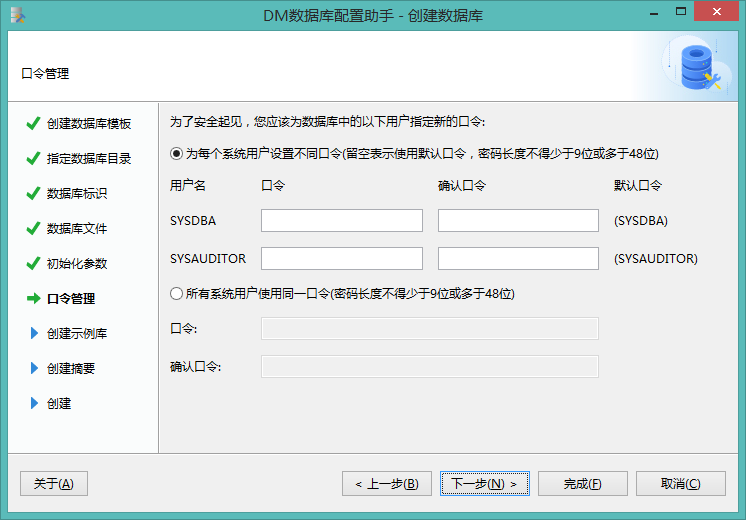 DM数据库配置助手 - 创建数据库
口令管理
创建数据库模板
指定数据库目录
数据库标识
数据库文件
初始化参数
口令管理
创建示例库
创建摘要
创建
为了安全起见，您应该为数据库中的以下用户指定新的口令:
为每个系统用户设置不同口令(留空表示使用默认口令，密码长度不得少于9位或多于48位)
用户名 口令 确认口令 默认口令
SYSDBA (SYSDBA)
SYSAUDITOR (SYSAUDITOR)
所有系统用户使用同一口令(密码长度不得少于9位或多于48位)
口令:
确认口令:
关于(A) < 上一步(B) 下一步(N) > 完成(F) 取消(C)